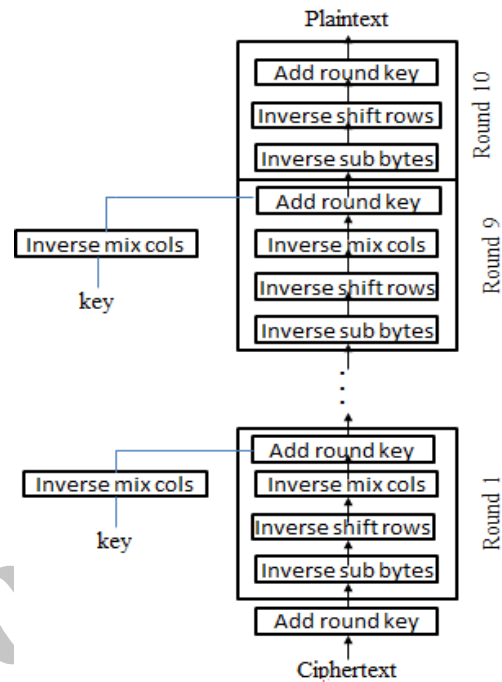 Plaintext
Add round key
Inverse shift rows
Inverse sub bytes
Round 10
Add round key
Inverse mix cols
Inverse shift rows
Inverse sub bytes
Round 9
Inverse mix cols
key
...
Add round key
Inverse mix cols
Inverse shift rows
Inverse sub bytes
Round 1
Inverse mix cols
key
Add round key
Ciphertext